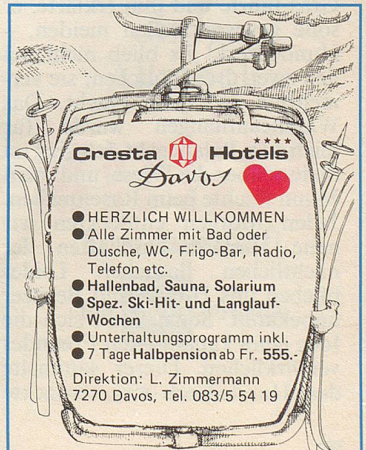 ★★★★
Cresta Hotels
Davos
● HERZLICH WILLKOMMEN
● Alle Zimmer mit Bad oder
Dusche, WC, Frigo-Bar, Radio,
Telefon etc.
● Hallenbad, Sauna, Solarium
● Spez. Ski-Hit- und Langlauf-
Wochen
● Unterhaltungsprogramm inkl.
● 7 Tage Halbpension ab Fr. 555.-
Direktion: L. Zimmermann
7270 Davos, Tel. 083/5 54 19